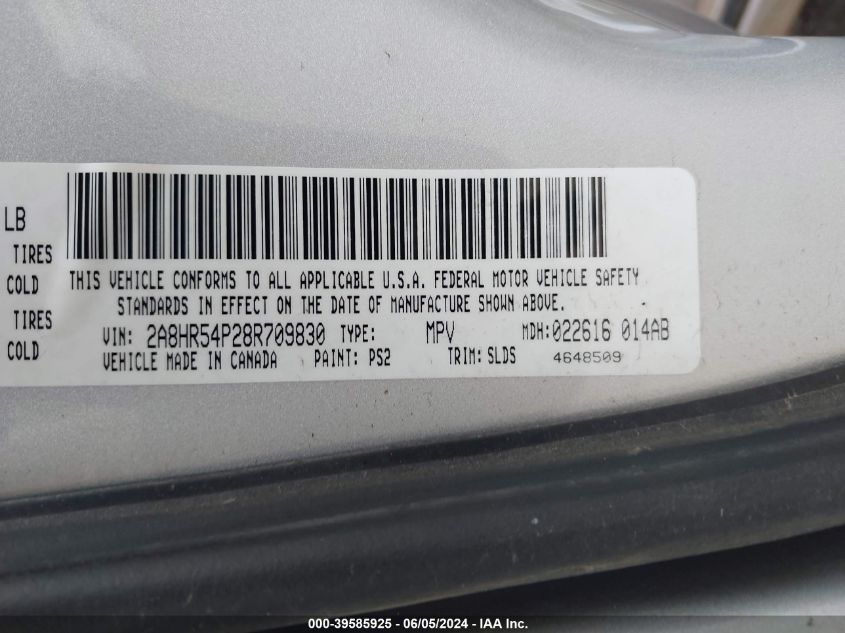 LB
TIRES
COLD
TIRES
COLD
THIS VEHICLE CONFORMS TO ALL APPLICABLE U.S.A. FEDERAL MOTOR VEHICLE SAFETY
STANDARDS IN EFFECT ON THE DATE OF MANUFACTURE SHOWN ABOVE.
VIN: 2A8HR54P28R709830 TYPE: MPV MDH:022616 014AB
VEHICLE MADE IN CANADA PAINT: PS2 TRIM:SLDS 4648509
000-39585925 - 06/05/2024 - IAA Inc.